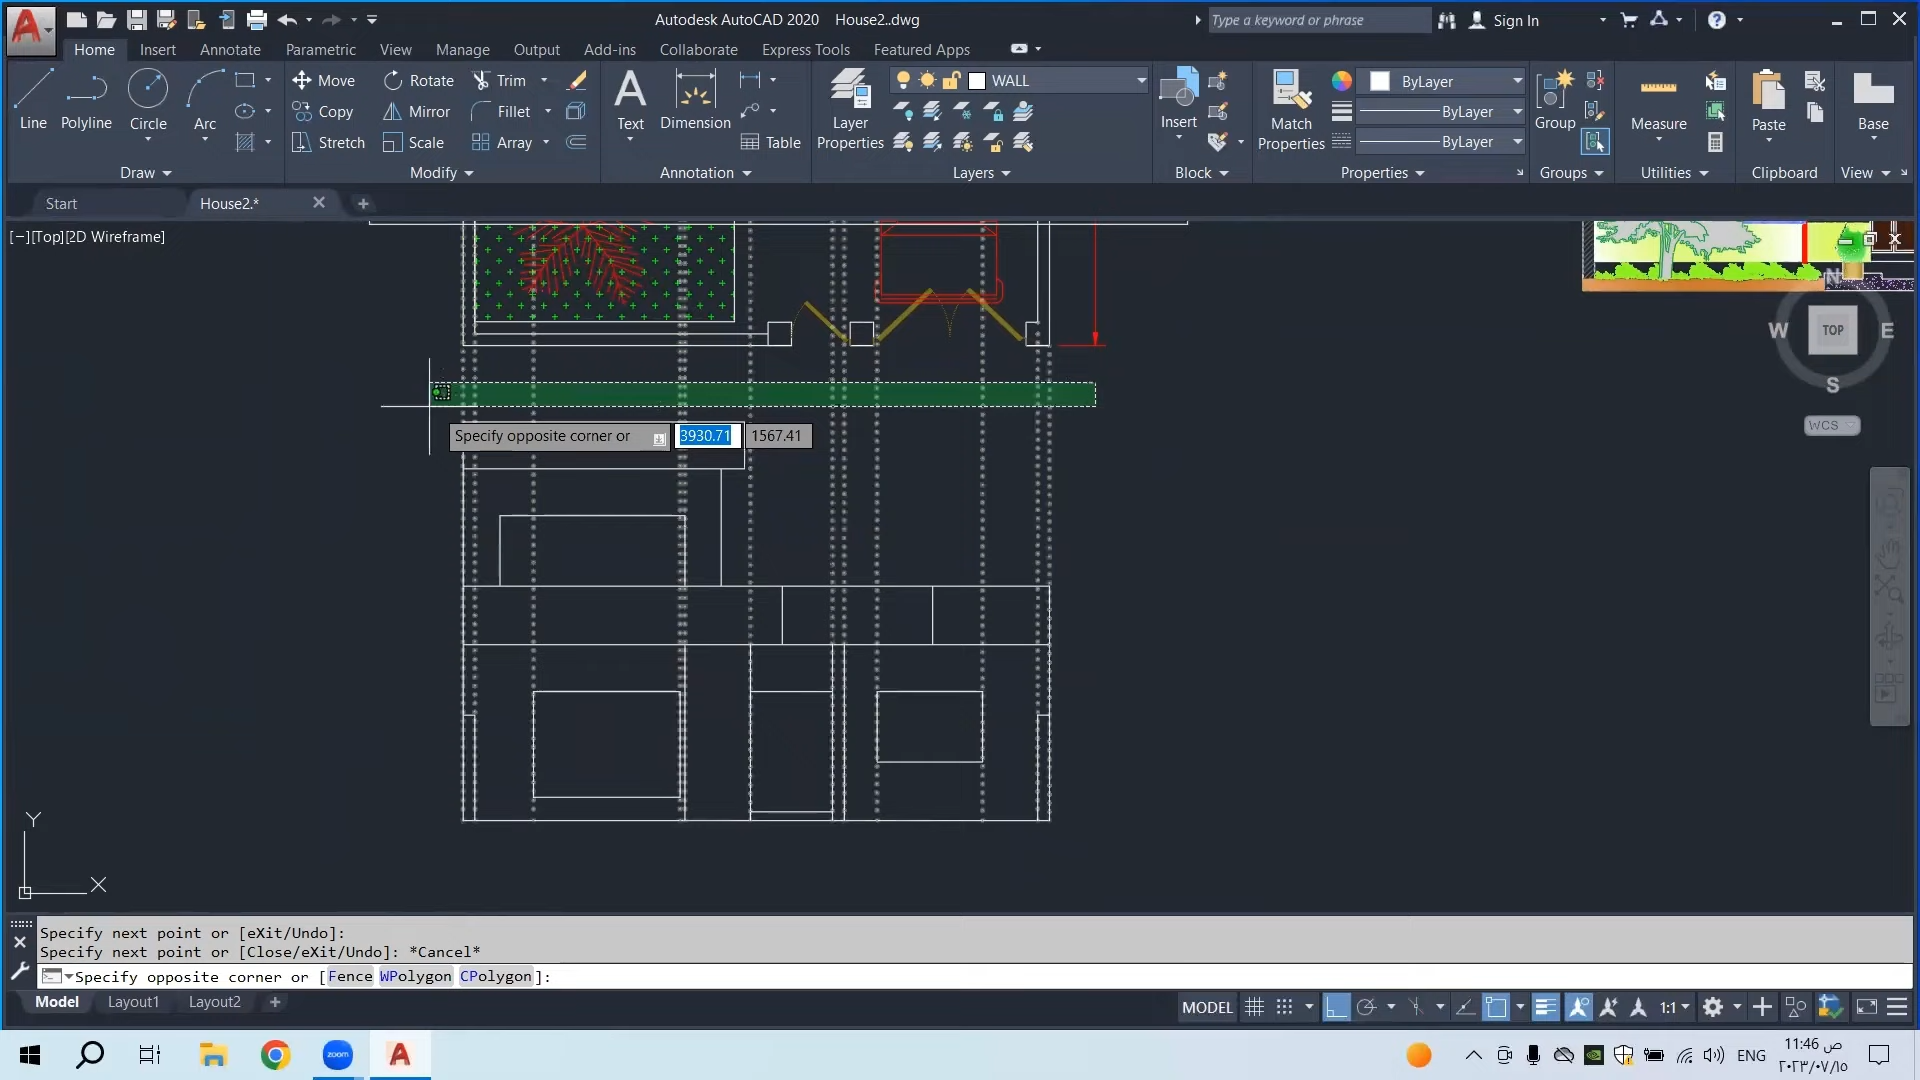 Autodesk AutoCAD 2020 House2..dwg
Type a keyword or phrase
Sign In
Home Insert Annotate Parametric View Manage Output Add-ins Collaborate Express Tools Featured Apps
Line Polyline Circle Arc
Move Rotate Trim
Copy Mirror Fillet
Stretch Scale Array
Text Dimension Table
Layer Properties
WALL
Insert
Match Properties
ByLayer
ByLayer
ByLayer
Group
Measure
Paste
Base
Draw Modify Annotation Layers Block Properties Groups Utilities Clipboard View
Start House2.*
[−][Top][2D Wireframe]
N
W TOP E
S
WCS
Specify opposite corner or 3930.71 1567.41
Y
X
Specify next point or [eXit/Undo]:
Specify next point or [Close/eXit/Undo]: *Cancel*
Specify opposite corner or [Fence WPolygon CPolygon]:
Model Layout1 Layout2
MODEL 1:1
zoom
ENG
11:46 ص
٢٠٢٣/٠٧/١٥